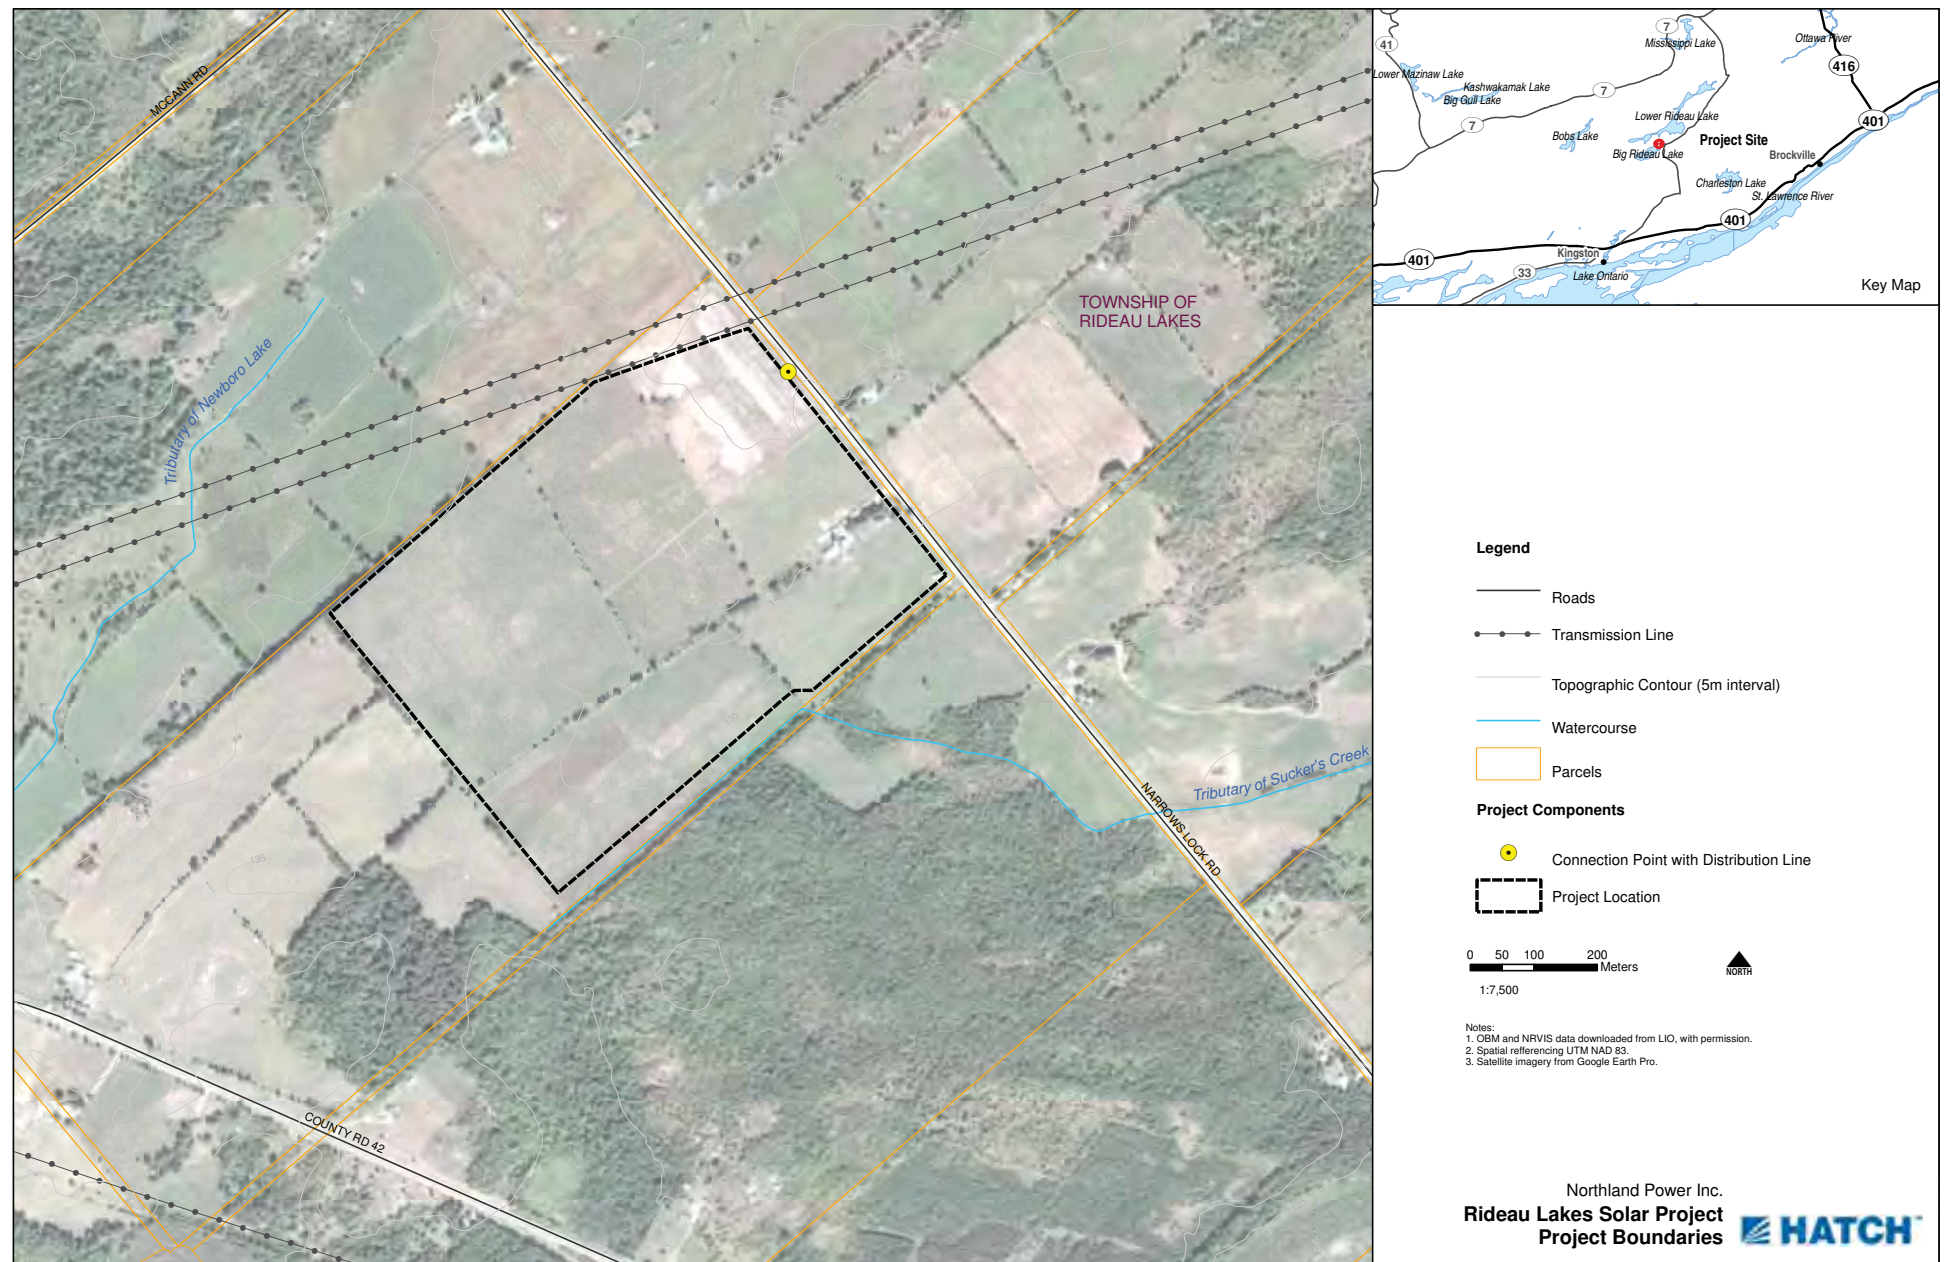 MCCANN RD
Tributary of Newboro Lake
TOWNSHIP OF
RIDEAU LAKES
135
135
Tributary of Sucker's Creek
NARROWS LOCK RD
COUNTY RD 42
41
7
Mississippi Lake
Ottawa River
416
Lower Mazinaw Lake
Kashwakamak Lake
Big Gull Lake
7
7
Lower Rideau Lake
401
Bobs Lake
Project Site
Big Rideau Lake
Brockville
Charleston Lake
St. Lawrence River
401
Kingston
401
33
Lake Ontario
Key Map
Legend
Roads
Transmission Line
Topographic Contour (5m interval)
Watercourse
Parcels
Project Components
Connection Point with Distribution Line
Project Location
0 50 100 200
Meters
1:7,500
NORTH
Notes:
1. OBM and NRVIS data downloaded from LIO, with permission.
2. Spatial refferencing UTM NAD 83.
3. Satellite imagery from Google Earth Pro.
Northland Power Inc.
Rideau Lakes Solar Project
Project Boundaries
HATCH™